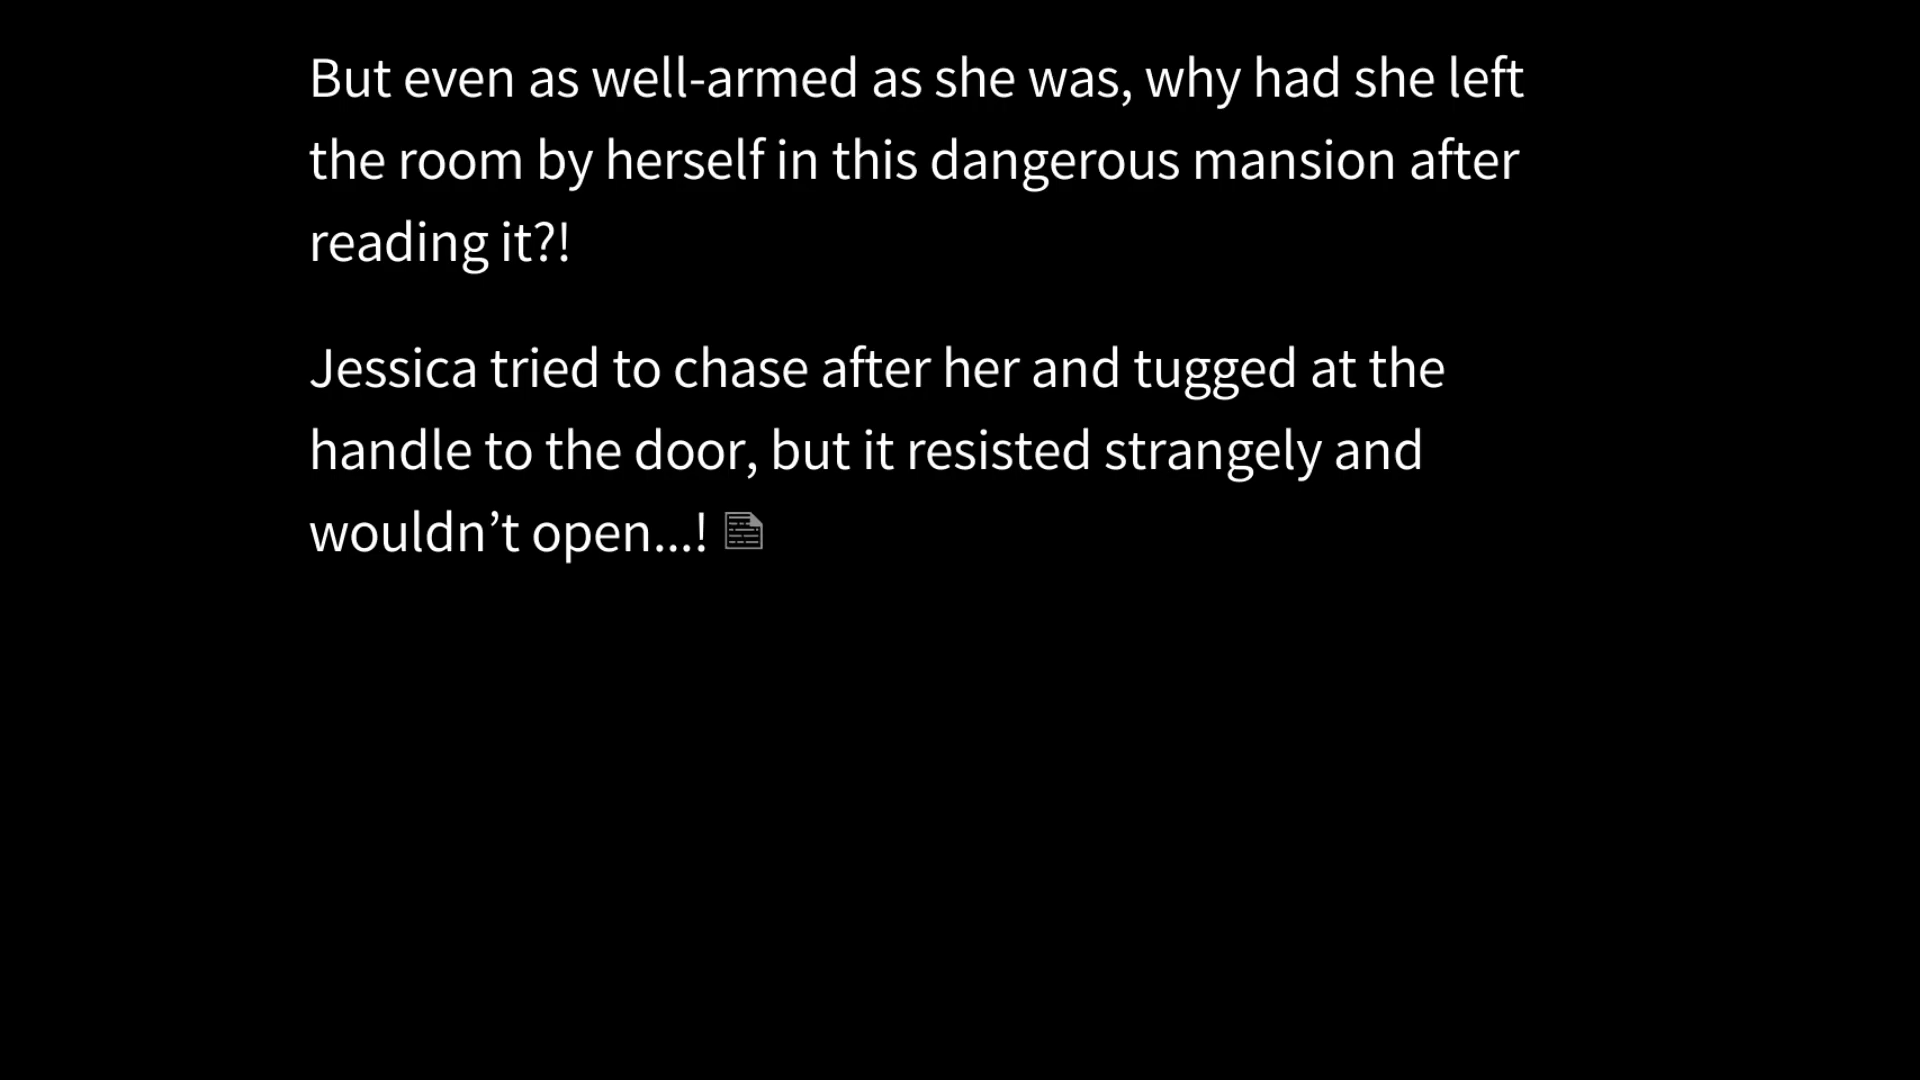 But even as well-armed as she was, why had she left
the room by herself in this dangerous mansion after
reading it?!
Jessica tried to chase after her and tugged at the
handle to the door, but it resisted strangely and
wouldn’t open...!